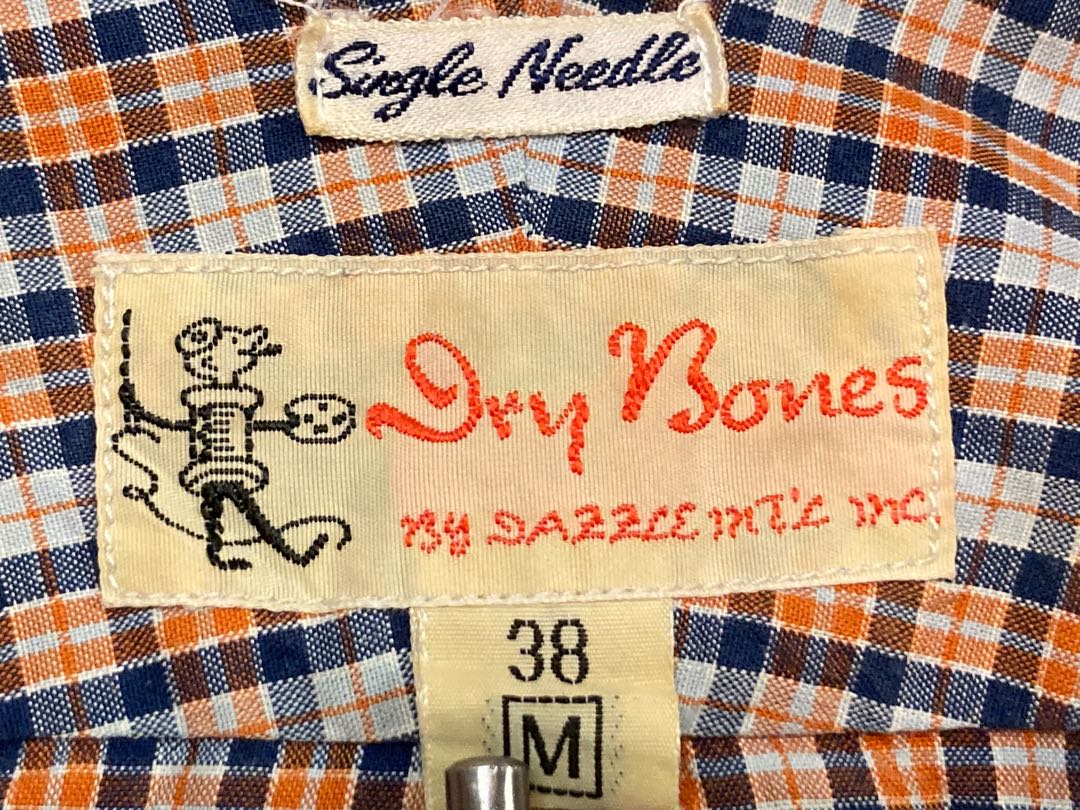 Single Needle
Dry Bones
BY DAZZLE INT'L INC.
38
M